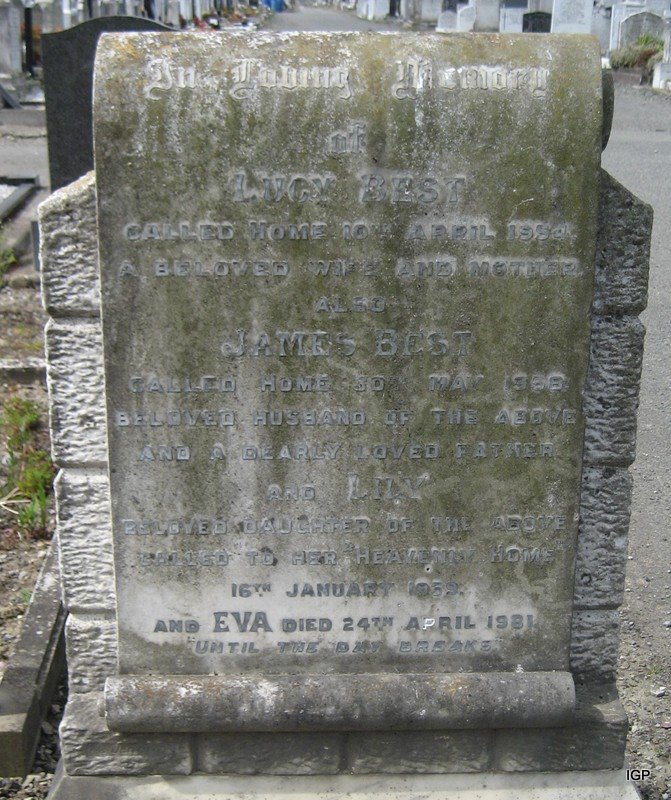 In Loving Memory
of
LUCY BEST
CALLED HOME 10TH APRIL
A BELOVED WIFE AND MOTHER
ALSO
JAMES BEST
CALLED HOME 30TH MAY
BELOVED HUSBAND OF THE ABOVE
AND A DEARLY LOVED FATHER
AND LILY
BELOVED DAUGHTER OF THE ABOVE
CALLED TO HER "HEAVENLY HOME"
16TH JANUARY 1959.
AND EVA DIED 24TH APRIL 1981.
"UNTIL THE DAY BREAKS"
IGP